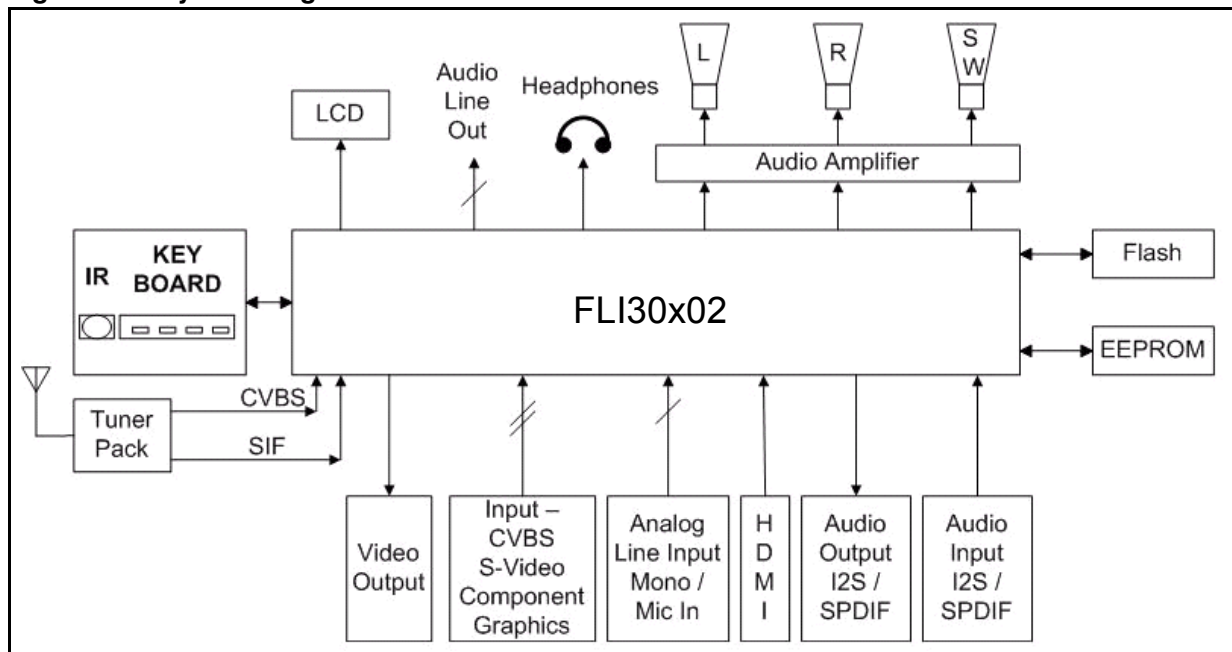 L
R
S
W
Audio
Line
Out
Headphones
LCD
Audio Amplifier
IR
KEY
BOARD
FLI30x02
Flash
EEPROM
CVBS
SIF
Tuner
Pack
Video
Output
Input –
CVBS
S-Video
Component
Graphics
Analog
Line Input
Mono /
Mic In
H
D
M
I
Audio
Output
I2S /
SPDIF
Audio
Input
I2S /
SPDIF